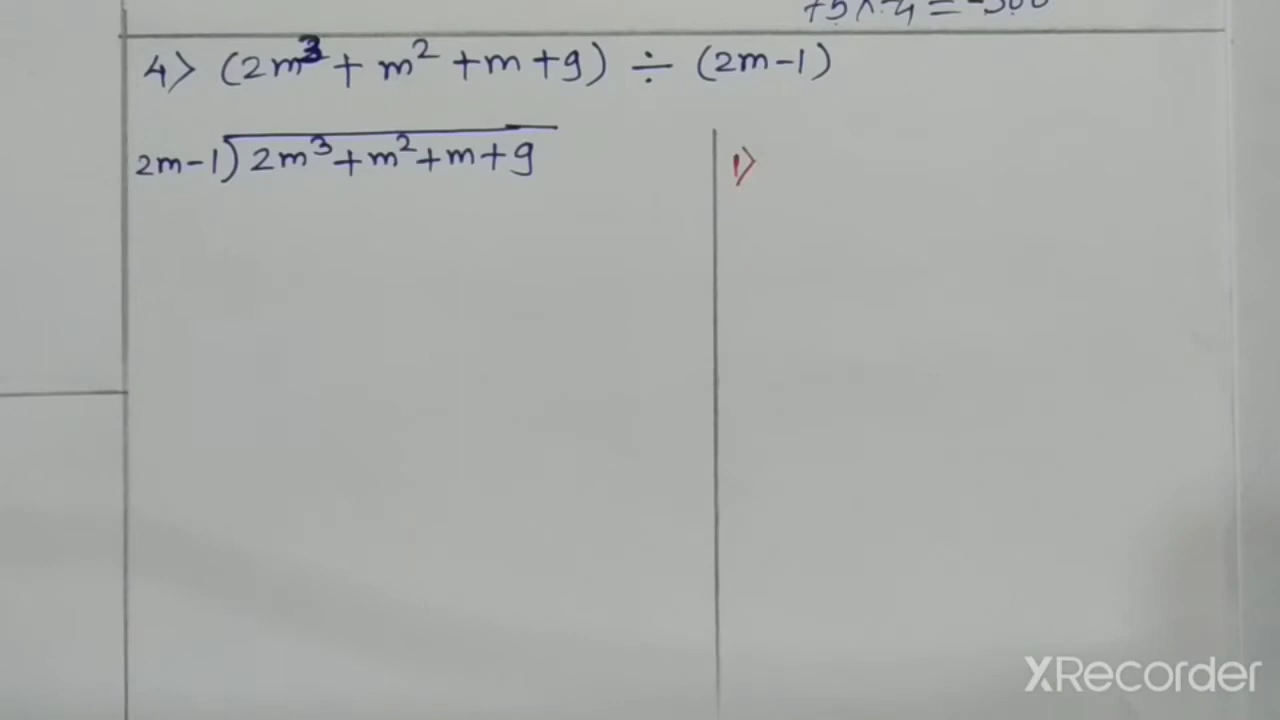 4> (2m³ + m² + m + 9) ÷ (2m - 1)
2m - 1) 2m³ + m² + m + 9
1>
XRecorder